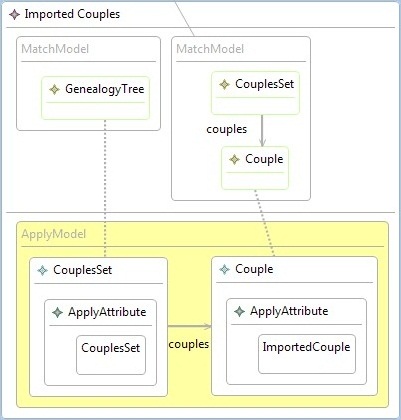 Imported Couples
MatchModel
GenealogyTree
MatchModel
CouplesSet
couples
Couple
ApplyModel
CouplesSet
ApplyAttribute
CouplesSet
couples
Couple
ApplyAttribute
ImportedCouple